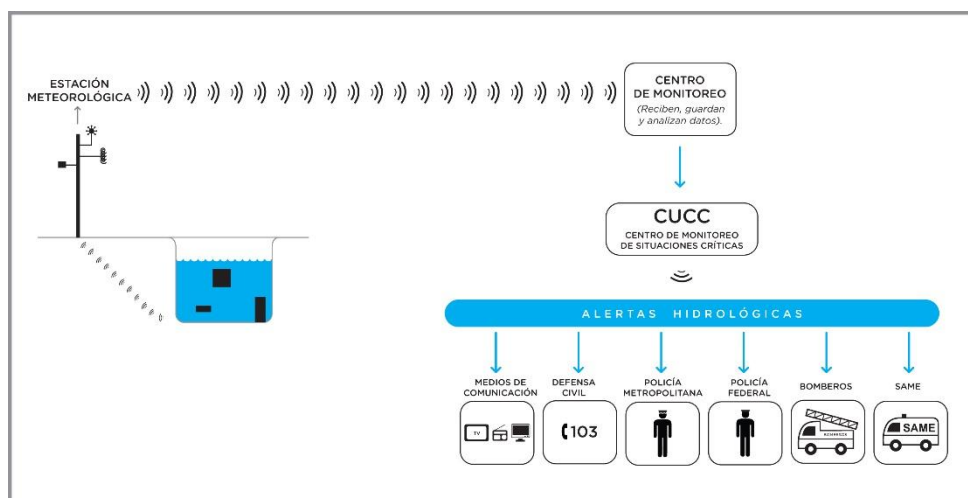 ESTACIÓN
METEOROLÓGICA
CENTRO
DE MONITOREO
(Reciben, guardan
y analizan datos).
CUCC
CENTRO DE MONITOREO
DE SITUACIONES CRÍTICAS
ALERTAS HIDROLÓGICAS
MEDIOS DE
COMUNICACIÓN
DEFENSA
CIVIL
POLICÍA
METROPOLITANA
POLICÍA
FEDERAL
BOMBEROS
SAME
TV
103
BOMBEROS
SAME